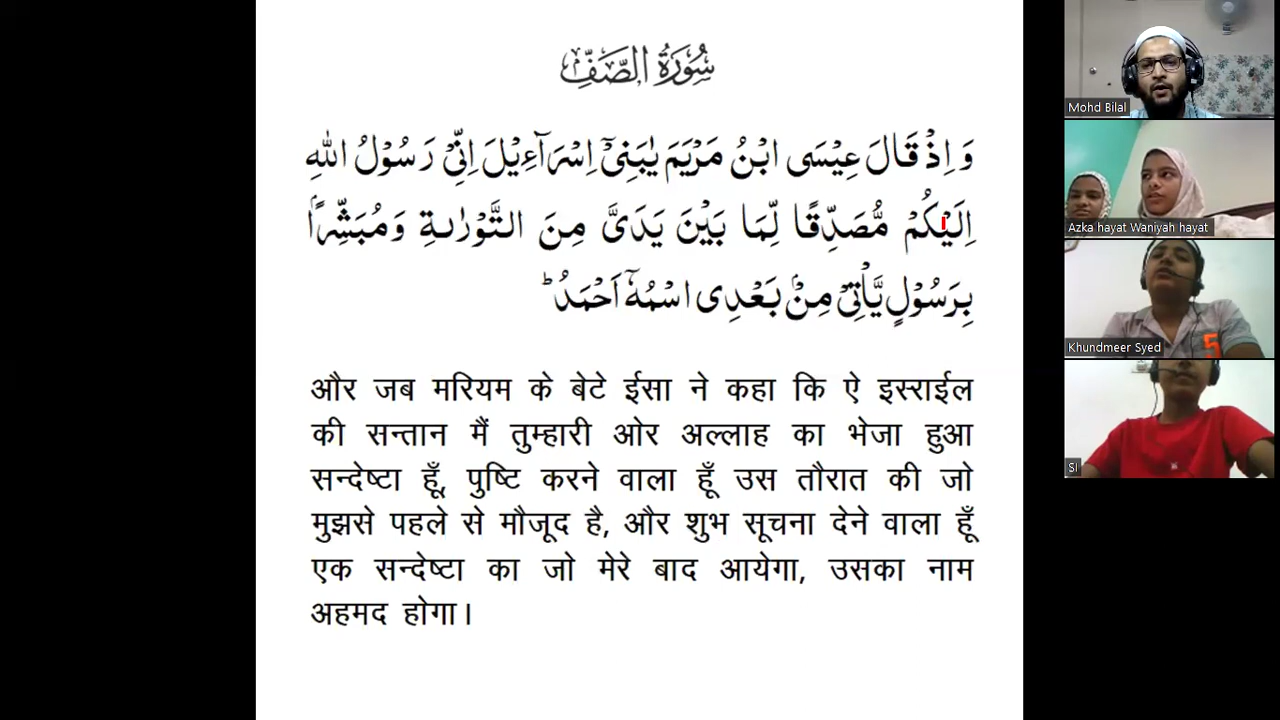 سُوْرَةُ الصَّفِّ
وَ اِذْ قَالَ عِيْسَى ابْنُ مَرْيَمَ يٰبَنِیْۤ اِسْرَآءِيْلَ اِنِّیْ رَسُوْلُ اللّٰهِ
اِلَيْكُمْ مُّصَدِّقًا لِّمَا بَيْنَ يَدَیَّ مِنَ التَّوْرٰىةِ وَ مُبَشِّرًۢا
بِرَسُوْلٍ يَّاْتِیْ مِنْۢ بَعْدِی اسْمُهٗۤ اَحْمَدُ ؕ
और जब मरियम के बेटे ईसा ने कहा कि ऐ इस्राईल
की सन्तान मैं तुम्हारी ओर अल्लाह का भेजा हुआ
सन्देष्टा हूँ, पुष्टि करने वाला हूँ उस तौरात की जो
मुझसे पहले से मौजूद है, और शुभ सूचना देने वाला हूँ
एक सन्देष्टा का जो मेरे बाद आयेगा, उसका नाम
अहमद होगा।
Mohd Bilal
Azka hayat Waniyah hayat
Khundmeer Syed
5
SI